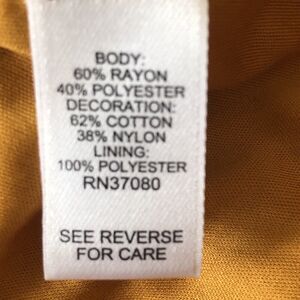 BODY:
60% RAYON
40% POLYESTER
DECORATION:
62% COTTON
38% NYLON
LINING:
100% POLYESTER
RN37080
SEE REVERSE
FOR CARE